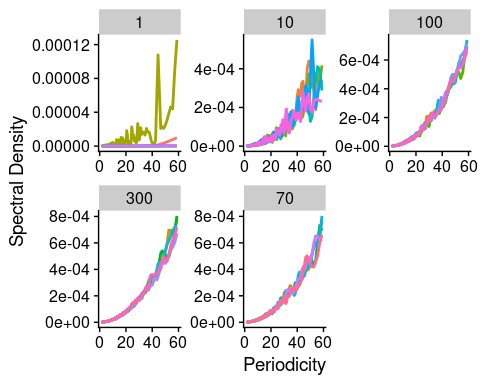 1 10 100
0.00012
0.00008
0.00004
0.00000
4e-04
2e-04
0e+00
6e-04
4e-04
2e-04
0e+00
0 20 40 60 0 20 40 60 0 20 40 60
Spectral Density
300 70
8e-04
6e-04
4e-04
2e-04
0e+00
8e-04
6e-04
4e-04
2e-04
0e+00
0 20 40 60 0 20 40 60
Periodicity